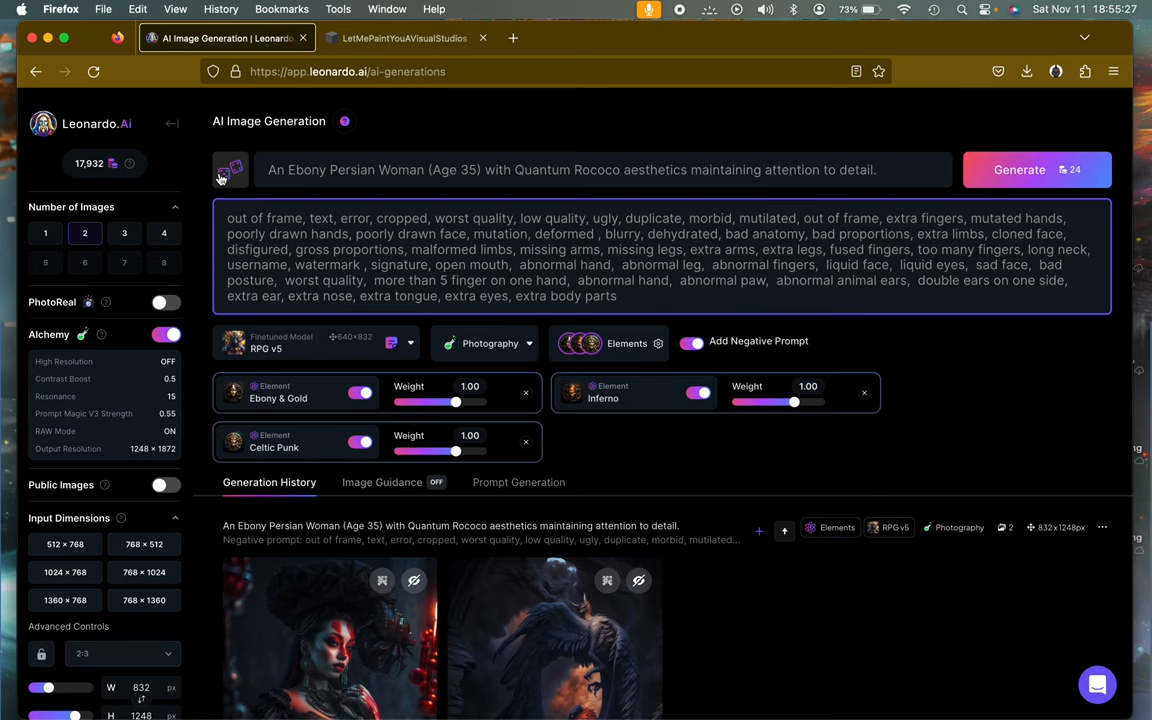 Firefox File Edit View History Bookmarks Tools Window Help 73% Sat Nov 11 18:55:27
AI Image Generation | Leonardo LetMePaintYouAVisualStudios
https://app.leonardo.ai/ai-generations
Leonardo.Ai
17,932
Number of Images
1 2 3 4
5 6 7 8
PhotoReal
Alchemy
High Resolution OFF
Contrast Boost 0.5
Resonance 15
Prompt Magic V3 Strength 0.55
RAW Mode ON
Output Resolution 1248 × 1872
Public Images
Input Dimensions
512 × 768 768 × 512
1024 × 768 768 × 1024
1360 × 768 768 × 1360
Advanced Controls
2:3
W 832 px
H 1248 px
AI Image Generation
An Ebony Persian Woman (Age 35) with Quantum Rococo aesthetics maintaining attention to detail.
Generate 24
out of frame, text, error, cropped, worst quality, low quality, ugly, duplicate, morbid, mutilated, out of frame, extra fingers, mutated hands,
poorly drawn hands, poorly drawn face, mutation, deformed , blurry, dehydrated, bad anatomy, bad proportions, extra limbs, cloned face,
disfigured, gross proportions, malformed limbs, missing arms, missing legs, extra arms, extra legs, fused fingers, too many fingers, long neck,
username, watermark , signature, open mouth, abnormal hand, abnormal leg, abnormal fingers, liquid face, liquid eyes, sad face, bad
posture, worst quality, more than 5 finger on one hand, abnormal hand, abnormal paw, abnormal animal ears, double ears on one side,
extra ear, extra nose, extra tongue, extra eyes, extra body parts
Finetuned Model 640×832
RPG v5
Photography
Elements
Add Negative Prompt
Element
Ebony & Gold
Weight 1.00
Element
Inferno
Weight 1.00
Element
Celtic Punk
Weight 1.00
Generation History Image Guidance OFF Prompt Generation
An Ebony Persian Woman (Age 35) with Quantum Rococo aesthetics maintaining attention to detail.
Negative prompt: out of frame, text, error, cropped, worst quality, low quality, ugly, duplicate, morbid, mutilated...
Elements RPG v5 Photography 2 832x1248px